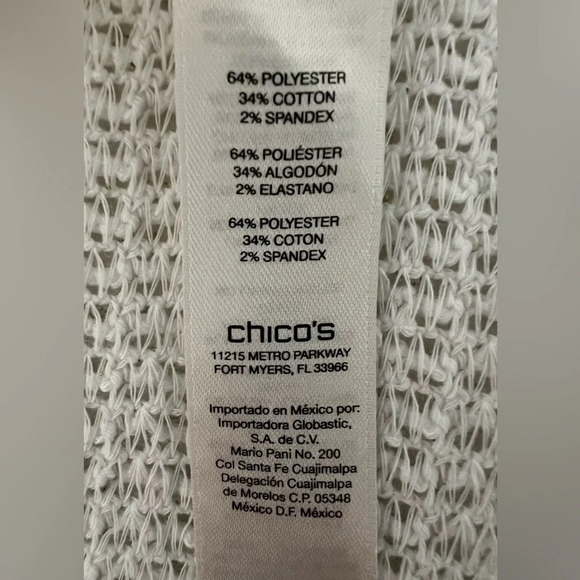 64% POLYESTER
34% COTTON
2% SPANDEX
64% POLIÉSTER
34% ALGODÓN
2% ELASTANO
64% POLYESTER
34% COTON
2% SPANDEX
chico's
11215 METRO PARKWAY
FORT MYERS, FL 33966
Importado en México por:
Importadora Globastic,
S.A. de C.V.
Mario Pani No. 200
Col Santa Fe Cuajimalpa
Delegación Cuajimalpa
de Morelos C.P. 05348
México D.F. México